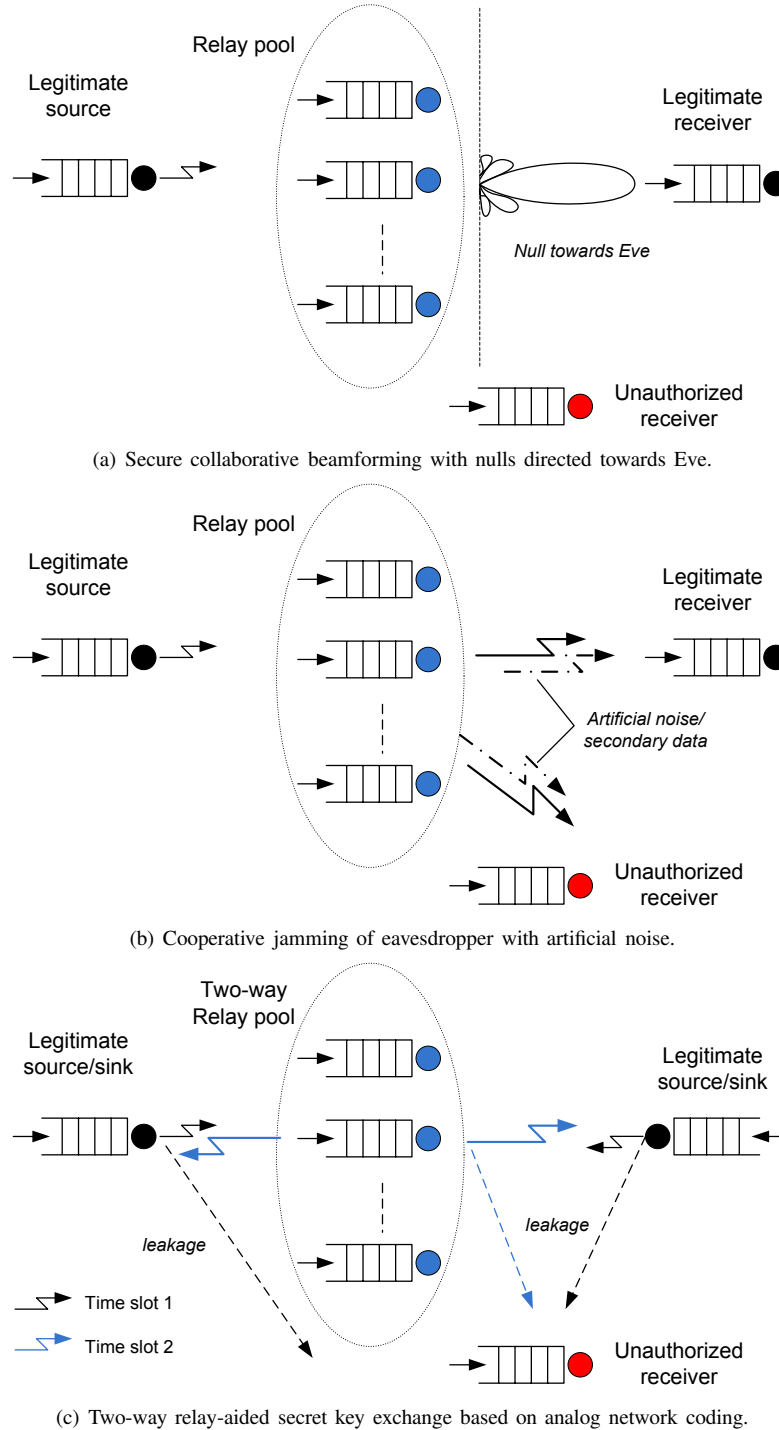 Relay pool
Legitimate
source
Legitimate
receiver
Null towards Eve
Unauthorized
receiver
(a) Secure collaborative beamforming with nulls directed towards Eve.
Relay pool
Legitimate
source
Legitimate
receiver
Artificial noise/
secondary data
Unauthorized
receiver
(b) Cooperative jamming of eavesdropper with artificial noise.
Two-way
Relay pool
Legitimate
source/sink
Legitimate
source/sink
leakage
leakage
Time slot 1
Time slot 2
Unauthorized
receiver
(c) Two-way relay-aided secret key exchange based on analog network coding.